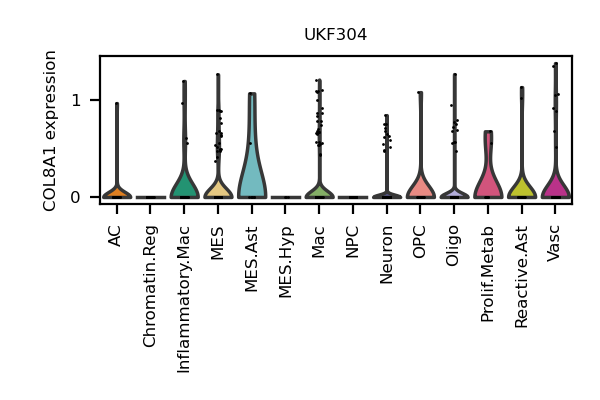 UKF304
COL8A1 expression
1
0
AC
Chromatin.Reg
Inflammatory.Mac
MES
MES.Ast
MES.Hyp
Mac
NPC
Neuron
OPC
Oligo
Prolif.Metab
Reactive.Ast
Vasc